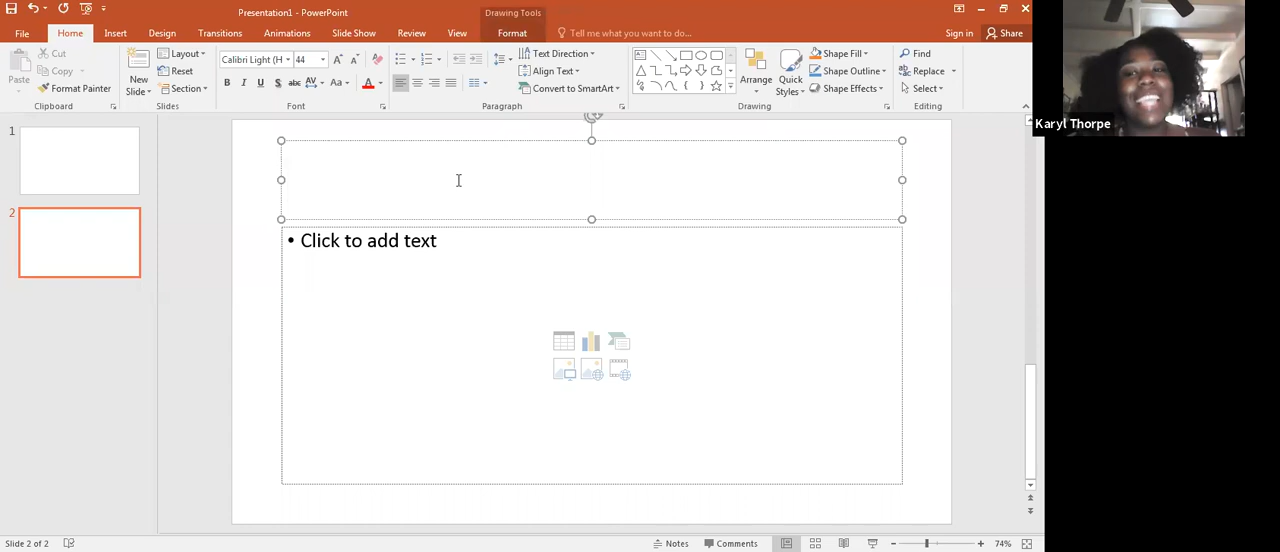 Presentation1 - PowerPoint
Drawing Tools
File Home Insert Design Transitions Animations Slide Show Review View Format Tell me what you want to do... Sign in Share
Cut
Copy
Format Painter
Paste
Clipboard
New
Slide
Layout
Reset
Section
Slides
Calibri Light (H 44
B I U S abc AV Aa A
Font
Text Direction
Align Text
Convert to SmartArt
Paragraph
Arrange
Quick
Styles
Shape Fill
Shape Outline
Shape Effects
Drawing
Find
Replace
Select
Editing
Karyl Thorpe
1
2
• Click to add text
Slide 2 of 2
Notes
Comments
74%